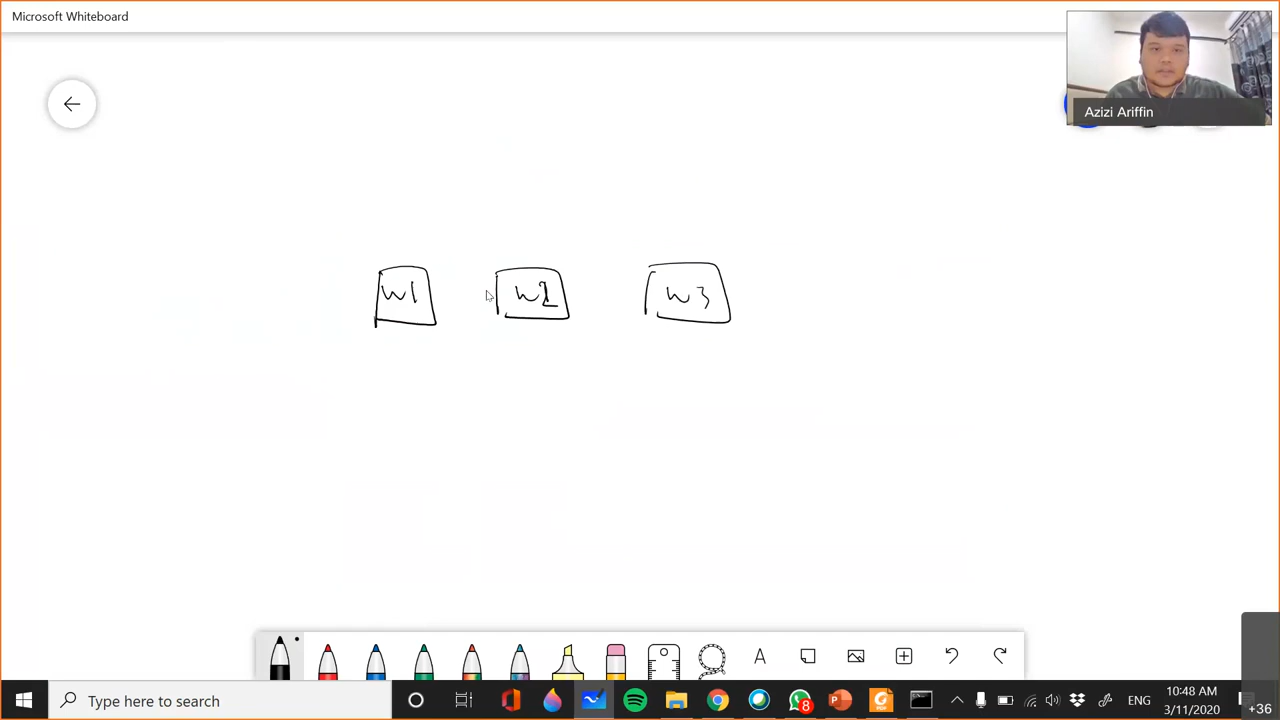 Microsoft Whiteboard
Azizi Ariffin
W1 W2 W3
A
Type here to search
8
ENG
10:48 AM
3/11/2020
+36